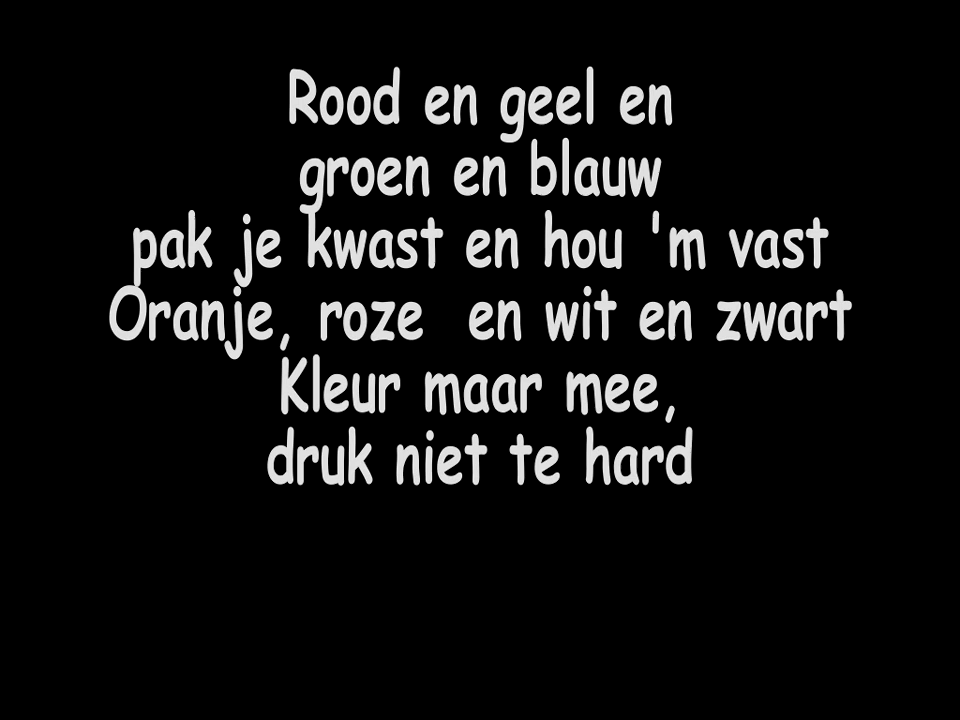 Rood en geel en
groen en blauw
pak je kwast en hou 'm vast
Oranje, roze  en wit en zwart
Kleur maar mee,
druk niet te hard